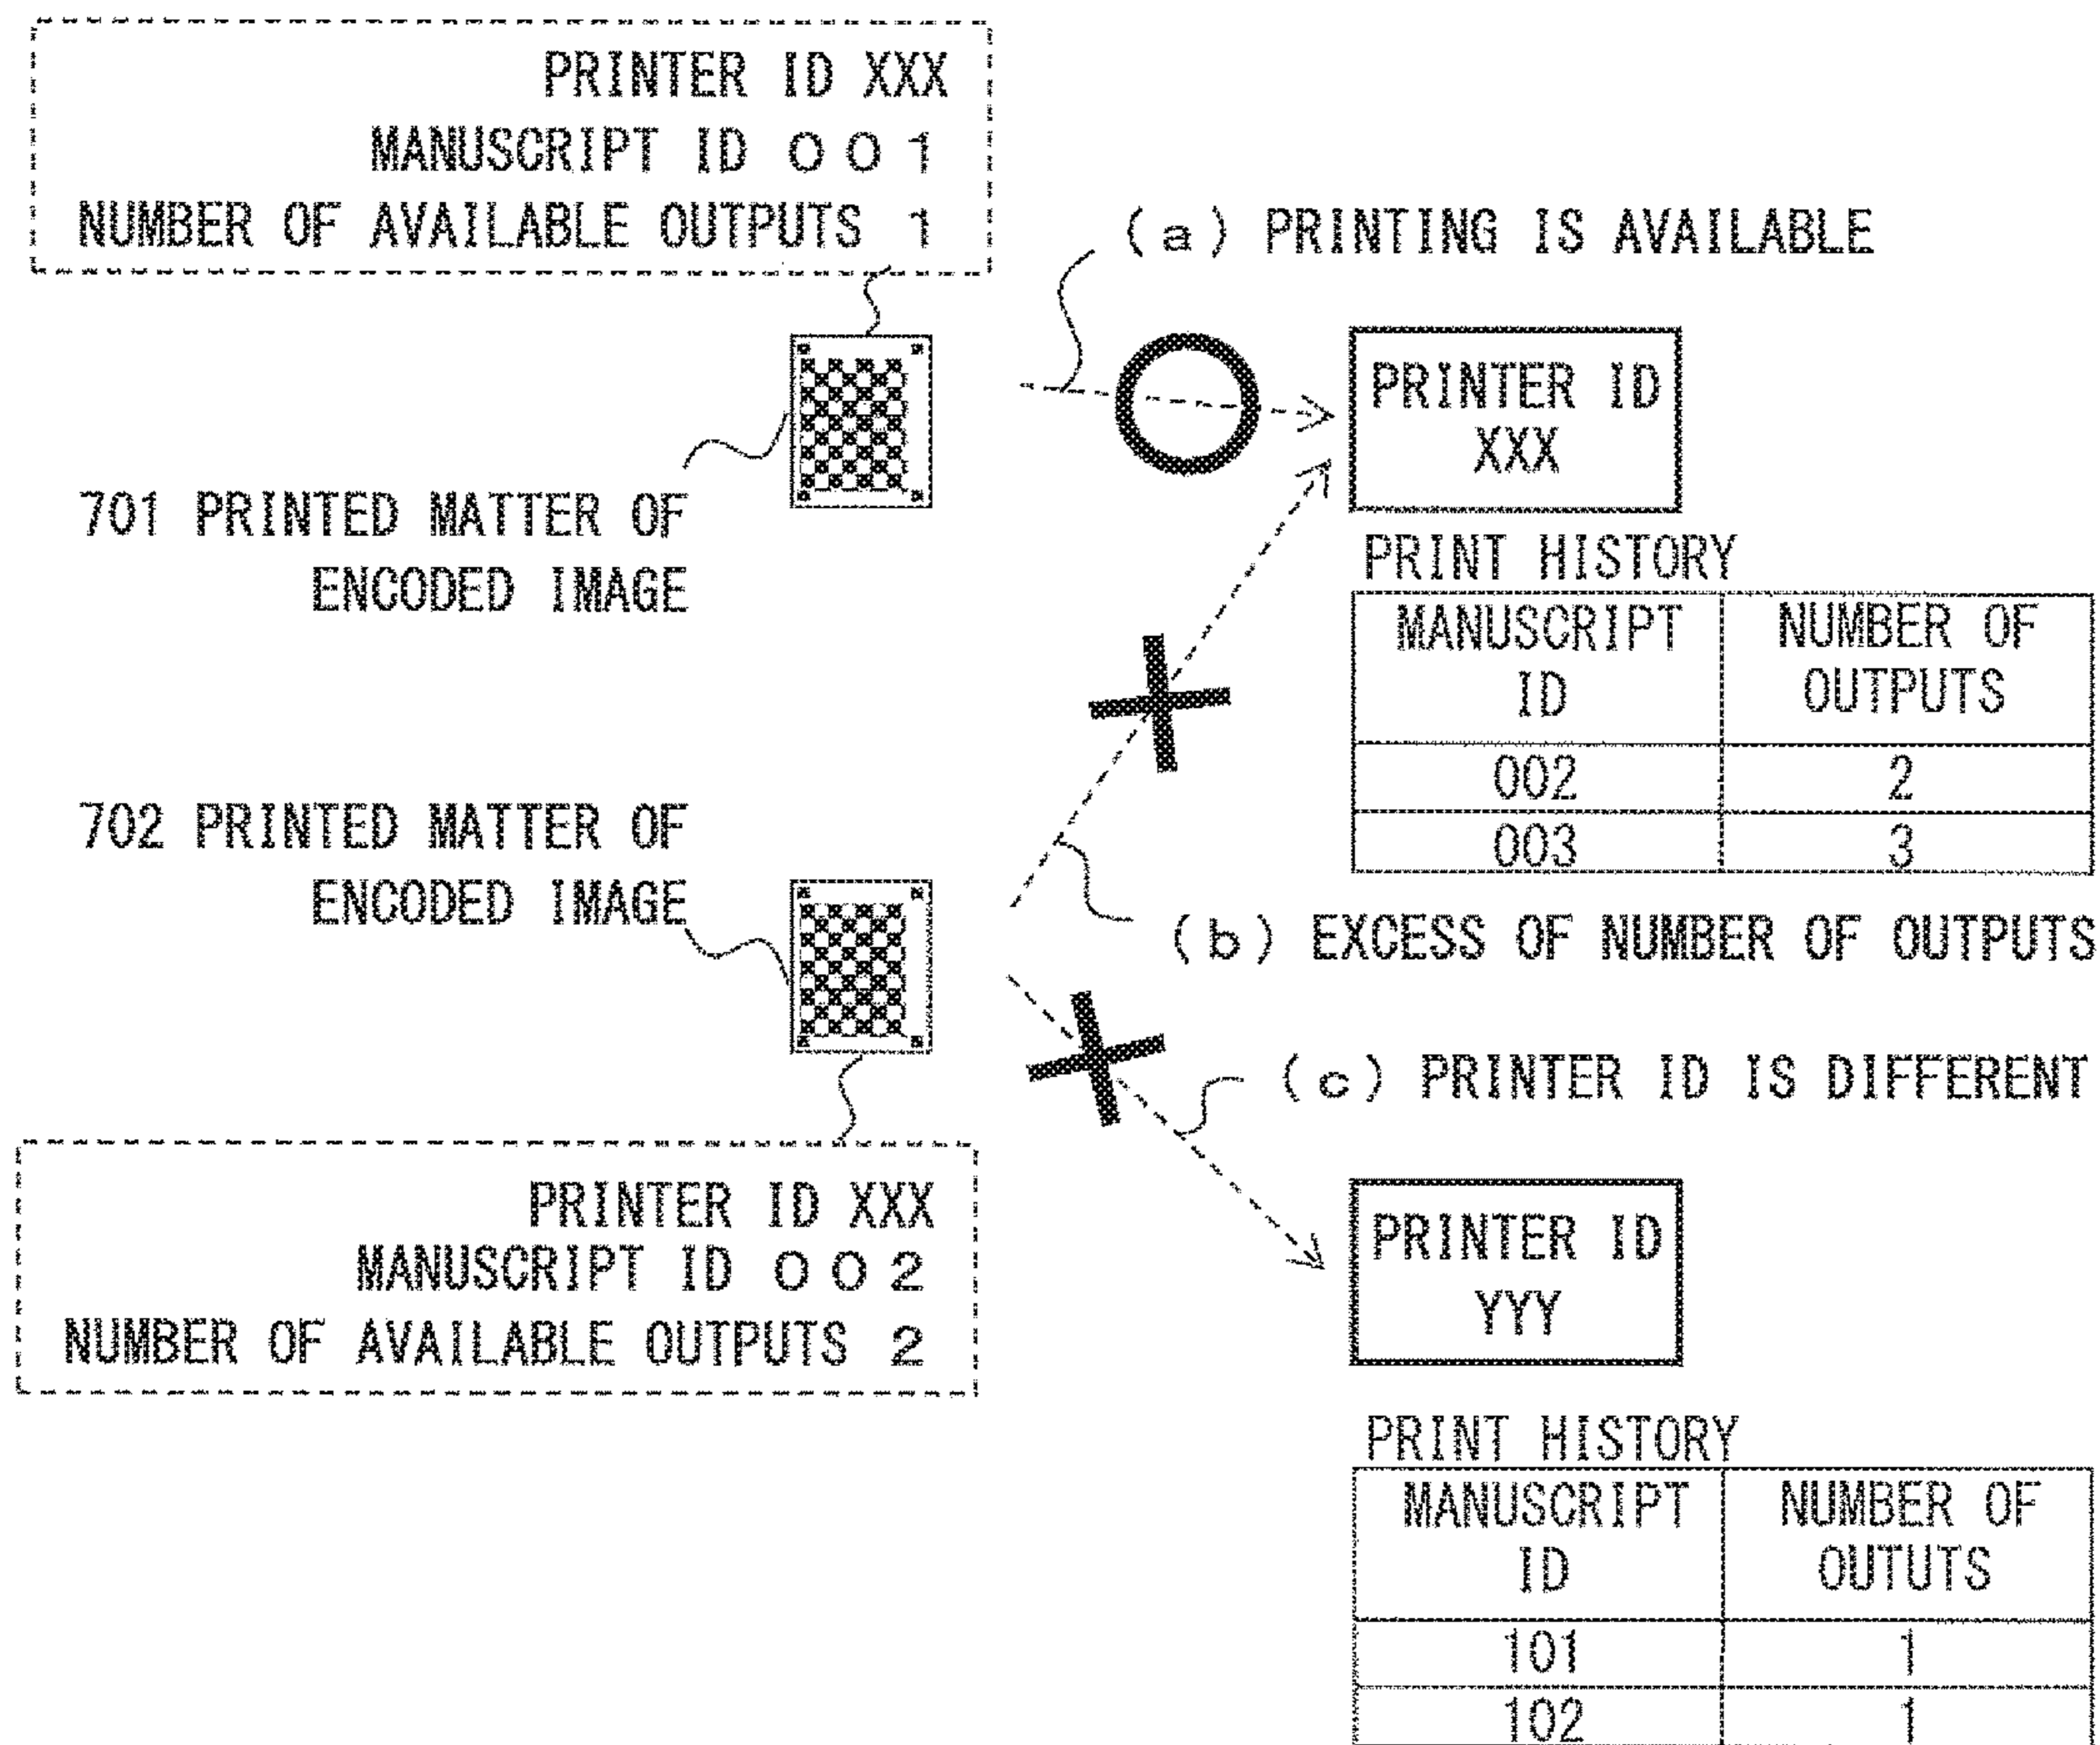 PRINTER ID XXX
MANUSCRIPT ID 001
NUMBER OF AVAILABLE OUTPUTS 1
(a) PRINTING IS AVAILABLE
PRINTER ID
XXX
701 PRINTED MATTER OF
ENCODED IMAGE
PRINT HISTORY
MANUSCRIPT ID NUMBER OF OUTPUTS
002 2
003 3
702 PRINTED MATTER OF
ENCODED IMAGE
(b) EXCESS OF NUMBER OF OUTPUTS
(c) PRINTER ID IS DIFFERENT
PRINTER ID XXX
MANUSCRIPT ID 002
NUMBER OF AVAILABLE OUTPUTS 2
PRINTER ID
YYY
PRINT HISTORY
MANUSCRIPT ID NUMBER OF OUTUTS
101 1
102 1